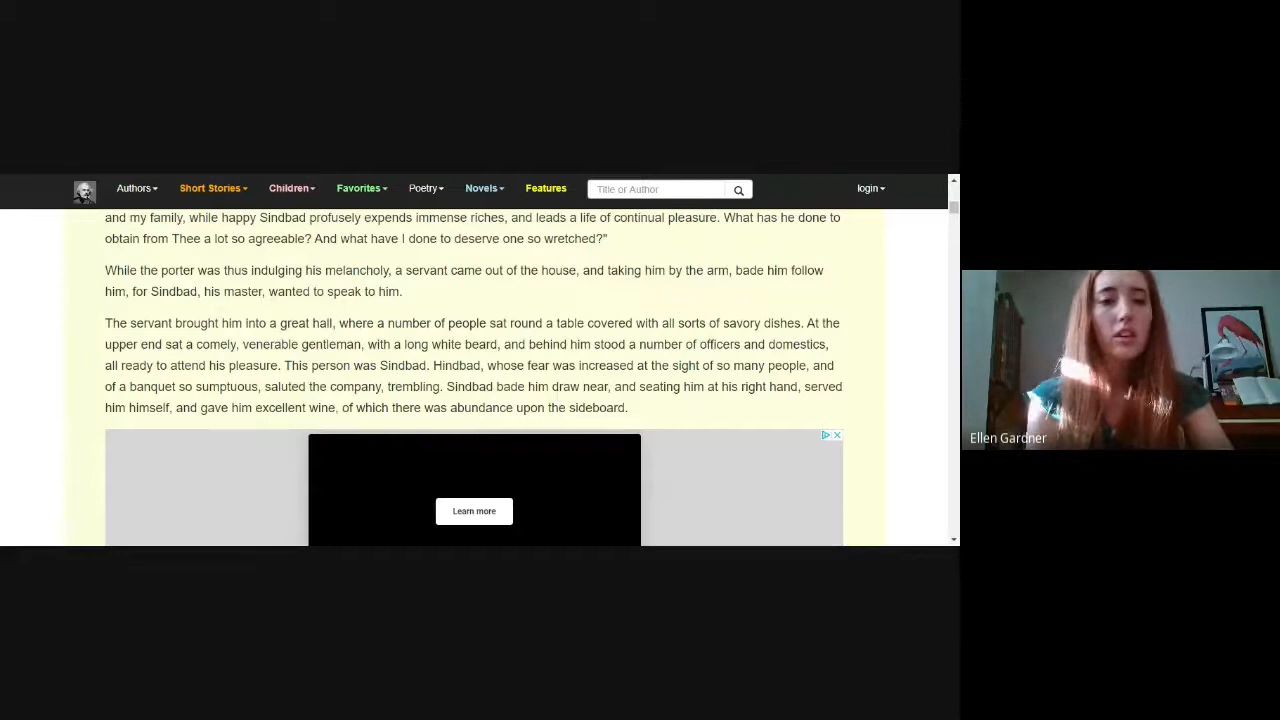 Authors Short Stories Children Favorites Poetry Novels Features Title or Author login
and my family, while happy Sindbad profusely expends immense riches, and leads a life of continual pleasure. What has he done to
obtain from Thee a lot so agreeable? And what have I done to deserve one so wretched?"
While the porter was thus indulging his melancholy, a servant came out of the house, and taking him by the arm, bade him follow
him, for Sindbad, his master, wanted to speak to him.
The servant brought him into a great hall, where a number of people sat round a table covered with all sorts of savory dishes. At the
upper end sat a comely, venerable gentleman, with a long white beard, and behind him stood a number of officers and domestics,
all ready to attend his pleasure. This person was Sindbad. Hindbad, whose fear was increased at the sight of so many people, and
of a banquet so sumptuous, saluted the company, trembling. Sindbad bade him draw near, and seating him at his right hand, served
him himself, and gave him excellent wine, of which there was abundance upon the sideboard.
Learn more
Ellen Gardner